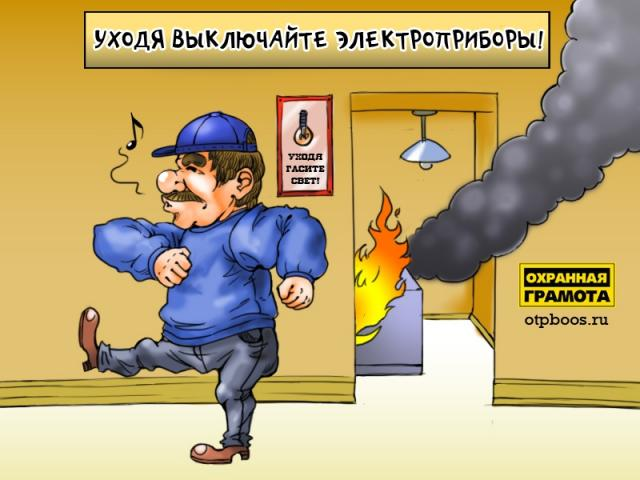 УХОДЯ ВЫКЛЮЧАЙТЕ ЭЛЕКТРОПРИБОРЫ!
УХОДЯ
ГАСИТЕ
СВЕТ!
ОХРАННАЯ
ГРАМОТА
otpboos.ru